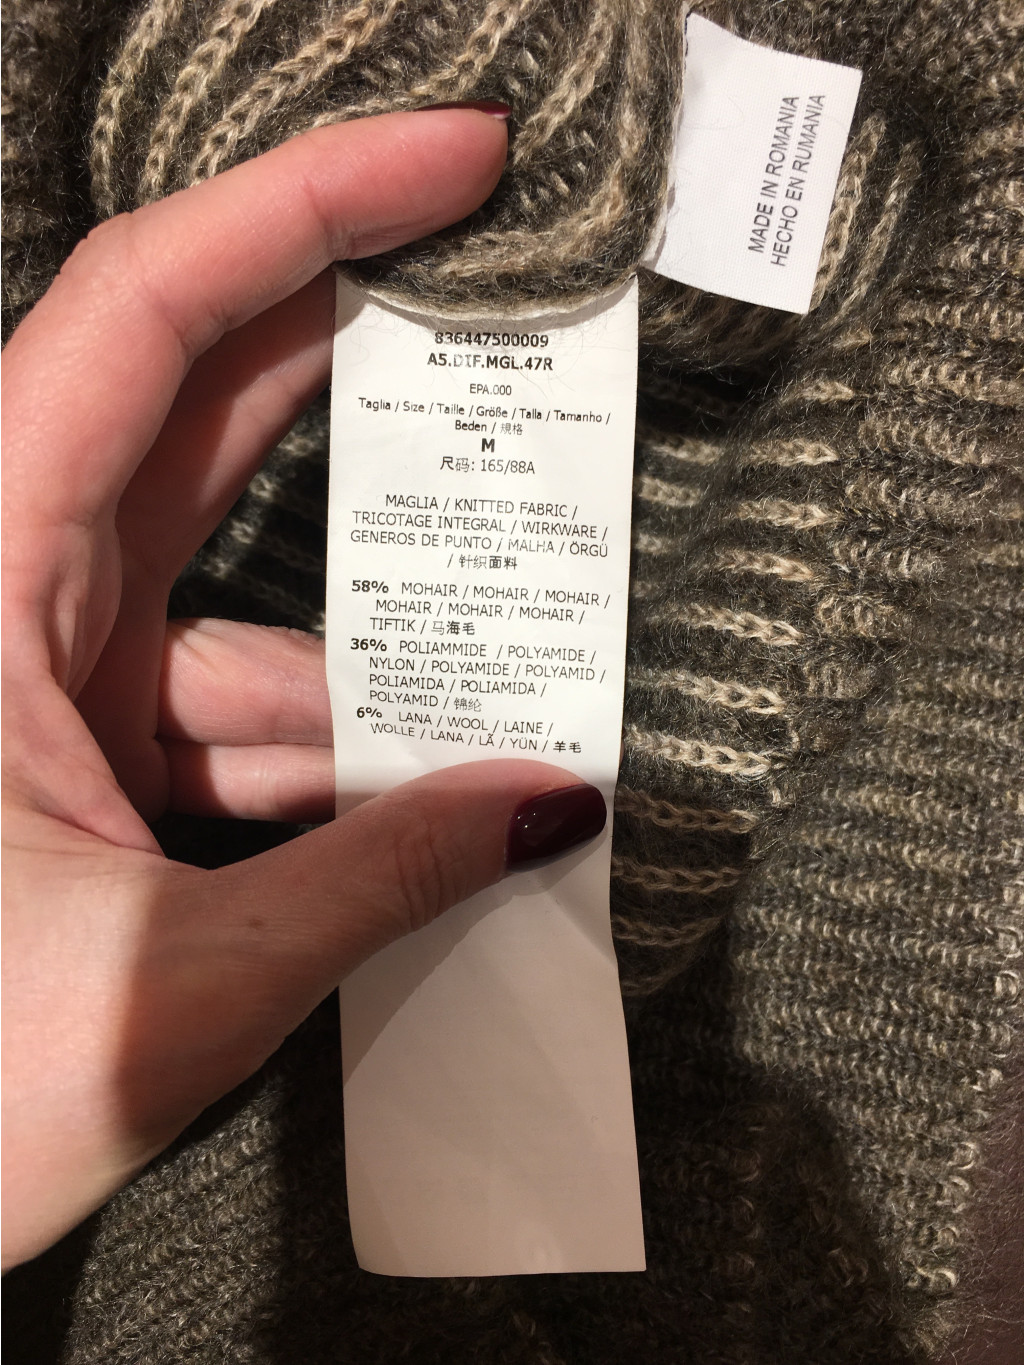 MADE IN ROMANIA
HECHO EN RUMANIA
836447500009
A5.DIF.MGL.47R
EPA.000
Taglia / Size / Taille / Größe / Talla / Tamanho /
Beden / 規格
M
尺码: 165/88A
MAGLIA / KNITTED FABRIC /
TRICOTAGE INTEGRAL / WIRKWARE /
GENEROS DE PUNTO / MALHA / ÖRGÜ
/ 针织面料
58% MOHAIR / MOHAIR / MOHAIR /
MOHAIR / MOHAIR / MOHAIR /
TIFTIK / 马海毛
36% POLIAMMIDE / POLYAMIDE /
NYLON / POLYAMIDE / POLYAMID /
POLIAMIDA / POLIAMIDA /
POLYAMID / 锦纶
6% LANA / WOOL / LAINE /
WOLLE / LANA / LÃ / YÜN / 羊毛